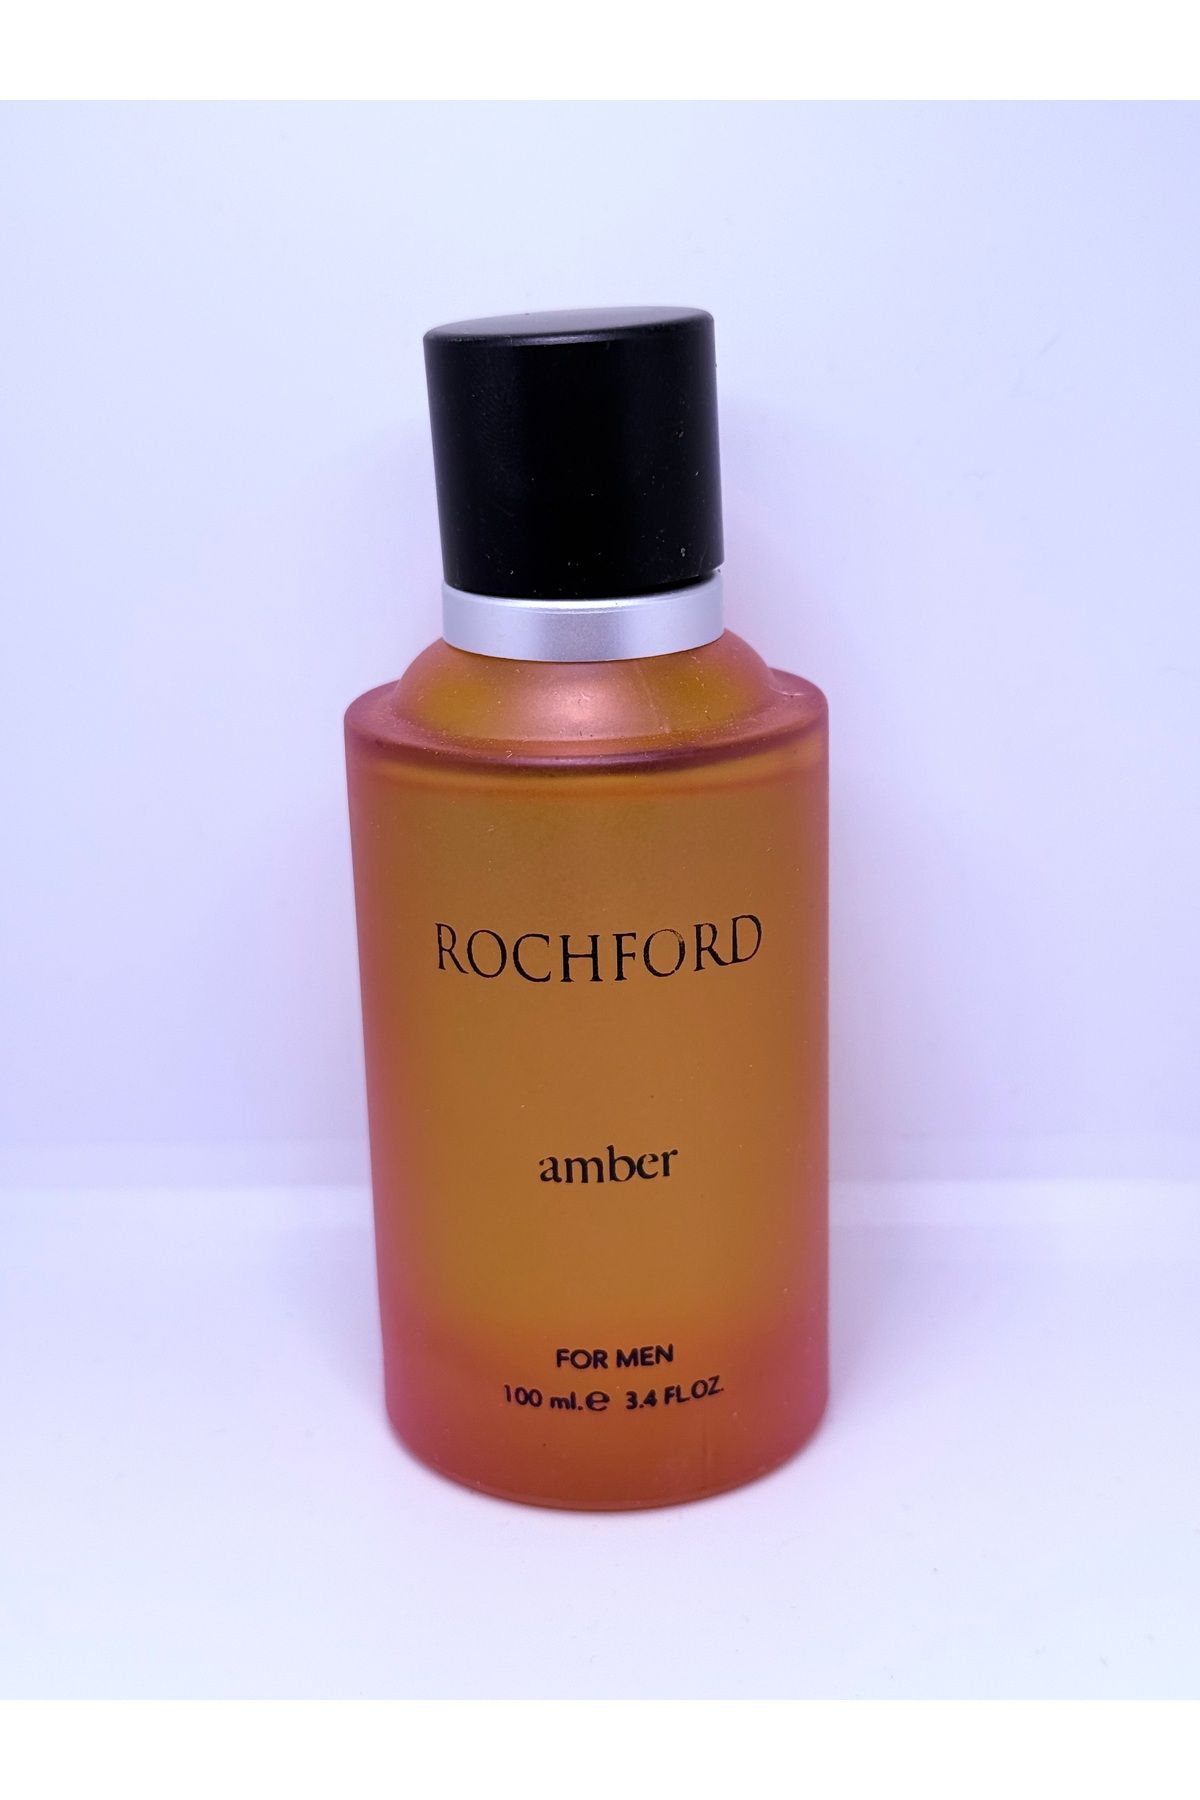 ROCHFORD
amber
FOR MEN
100 ml.℮ 3.4 FL.OZ.